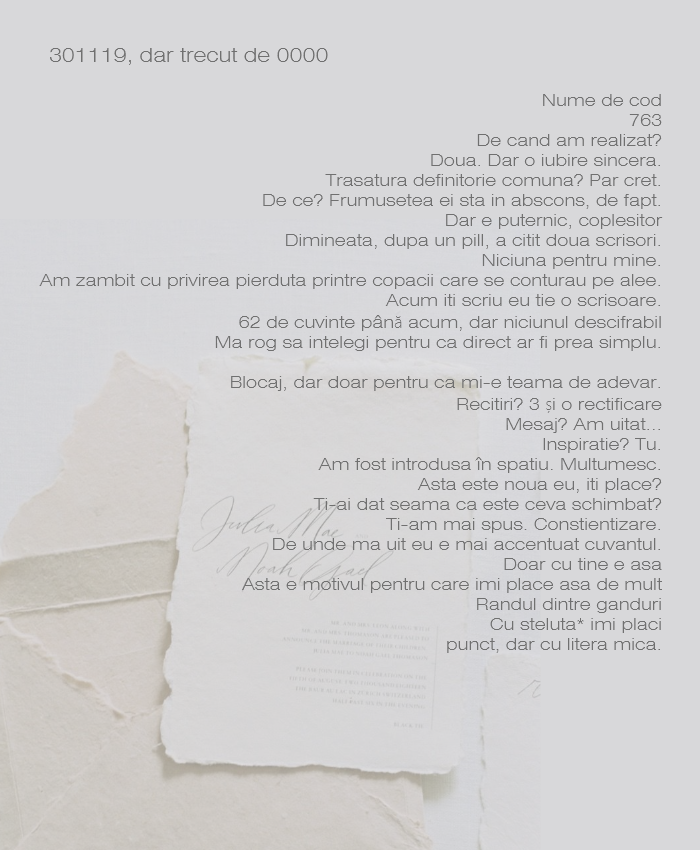 301119, dar trecut de 0000
Nume de cod
763
De cand am realizat?
Doua. Dar o iubire sincera.
Trasatura definitorie comuna? Par cret.
De ce? Frumusetea ei sta in abscons, de fapt.
Dar e puternic, coplesitor
Dimineata, dupa un pill, a citit doua scrisori.
Niciuna pentru mine.
Am zambit cu privirea pierduta printre copacii care se conturau pe alee.
Acum iti scriu eu tie o scrisoare.
62 de cuvinte până acum, dar niciunul descifrabil
Ma rog sa intelegi pentru ca direct ar fi prea simplu.
Blocaj, dar doar pentru ca mi-e teama de adevar.
Recitiri? 3 și o rectificare
Mesaj? Am uitat...
Inspiratie? Tu.
Am fost introdusa în spatiu. Multumesc.
Asta este noua eu, iti place?
Ti-ai dat seama ca este ceva schimbat?
Ti-am mai spus. Constientizare.
De unde ma uit eu e mai accentuat cuvantul.
Doar cu tine e asa
Asta e motivul pentru care imi place asa de mult
Randul dintre ganduri
Cu steluta* imi placi
punct, dar cu litera mica.
Julia Mae
Noah